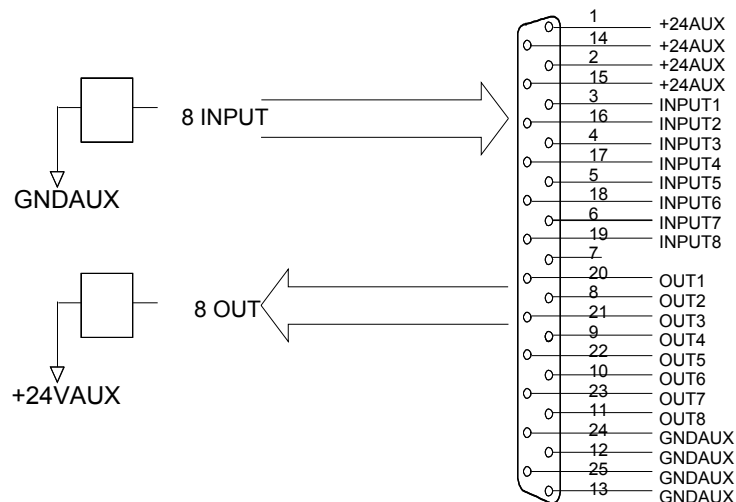 1 +24AUX
14 +24AUX
2 +24AUX
15 +24AUX
3 INPUT1
16 INPUT2
4 INPUT3
17 INPUT4
5 INPUT5
18 INPUT6
6 INPUT7
19 INPUT8
7
20 OUT1
8 OUT2
21 OUT3
9 OUT4
22 OUT5
10 OUT6
23 OUT7
11 OUT8
24 GNDAUX
12 GNDAUX
25 GNDAUX
13 GNDAUX
8 INPUT
GNDAUX
8 OUT
+24VAUX